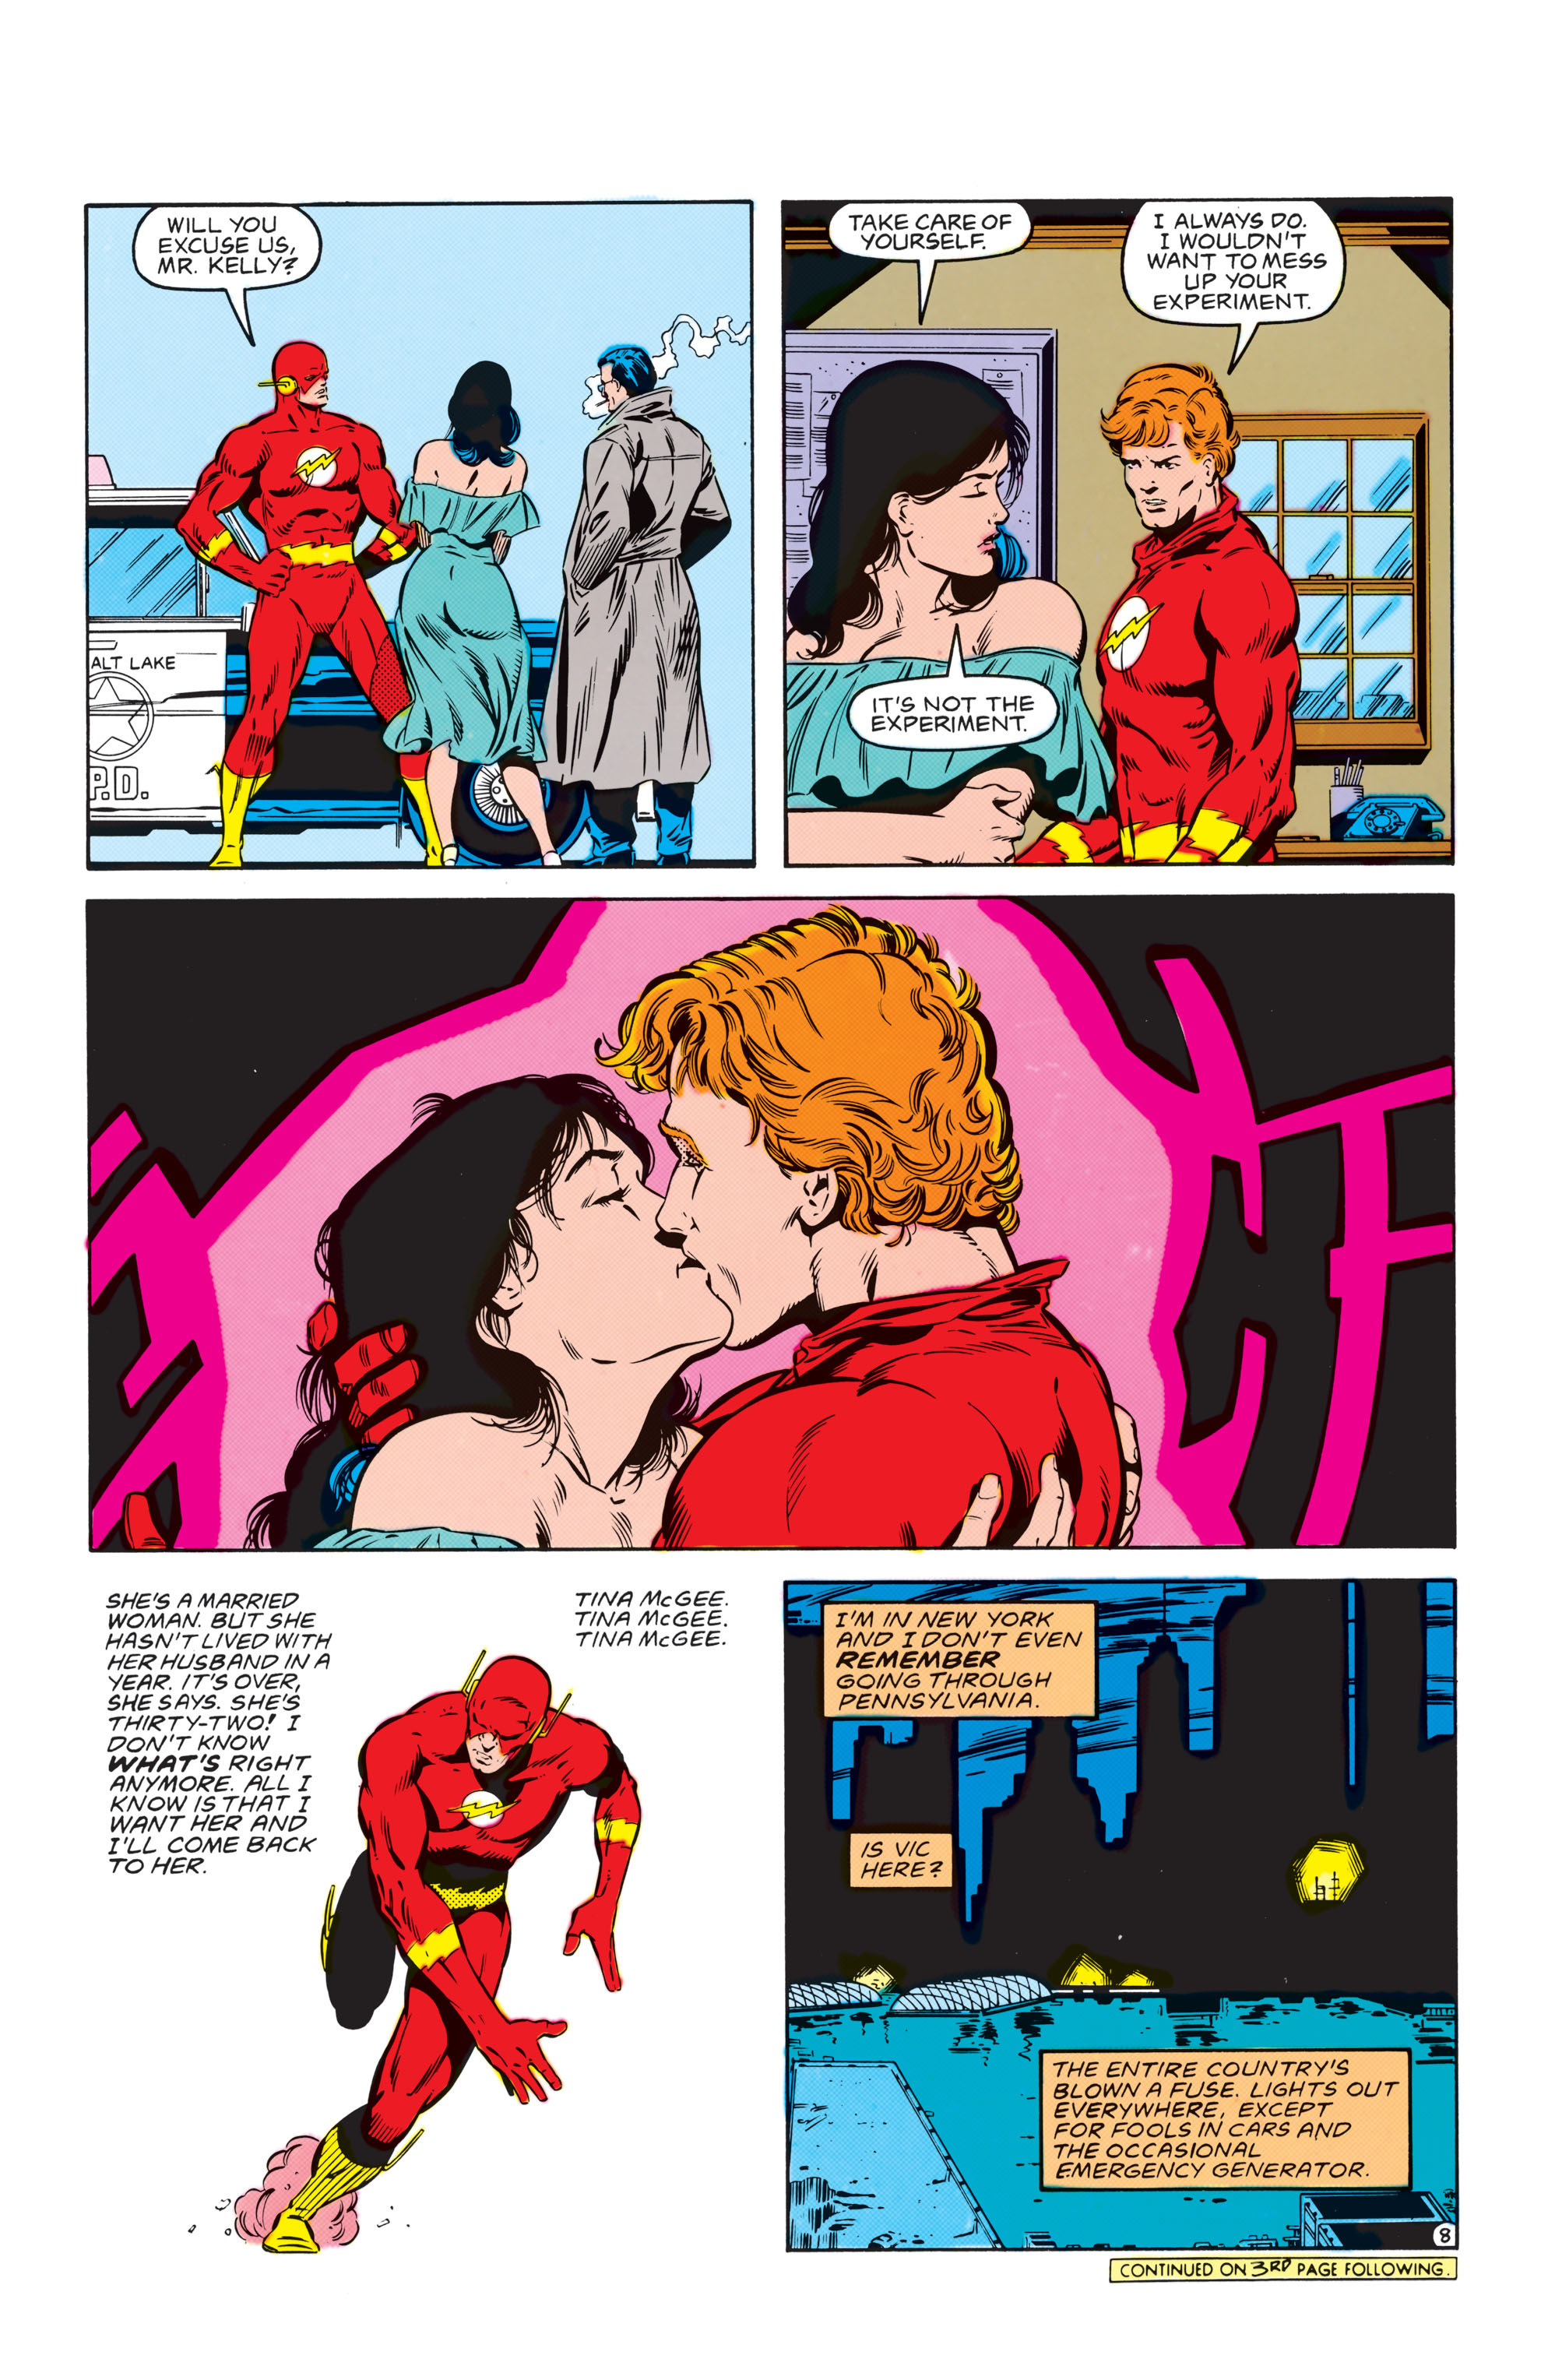 WILL YOU
EXCUSE US,
MR. KELLY?
ALT LAKE
P.D.
TAKE CARE OF
YOURSELF.
I ALWAYS DO.
I WOULDN'T
WANT TO MESS
UP YOUR
EXPERIMENT.
IT'S NOT THE
EXPERIMENT.
SHE'S A MARRIED
WOMAN. BUT SHE
HASN'T LIVED WITH
HER HUSBAND IN A
YEAR. IT'S OVER,
SHE SAYS. SHE'S
THIRTY-TWO! I
DON'T KNOW
WHAT'S RIGHT
ANYMORE. ALL I
KNOW IS THAT I
WANT HER AND
I'LL COME BACK
TO HER.
TINA McGEE.
TINA McGEE.
TINA McGEE.
I'M IN NEW YORK
AND I DON'T EVEN
REMEMBER
GOING THROUGH
PENNSYLVANIA.
IS VIC
HERE?
THE ENTIRE COUNTRY'S
BLOWN A FUSE. LIGHTS OUT
EVERYWHERE, EXCEPT
FOR FOOLS IN CARS AND
THE OCCASIONAL
EMERGENCY GENERATOR.
8
CONTINUED ON 3RD PAGE FOLLOWING.